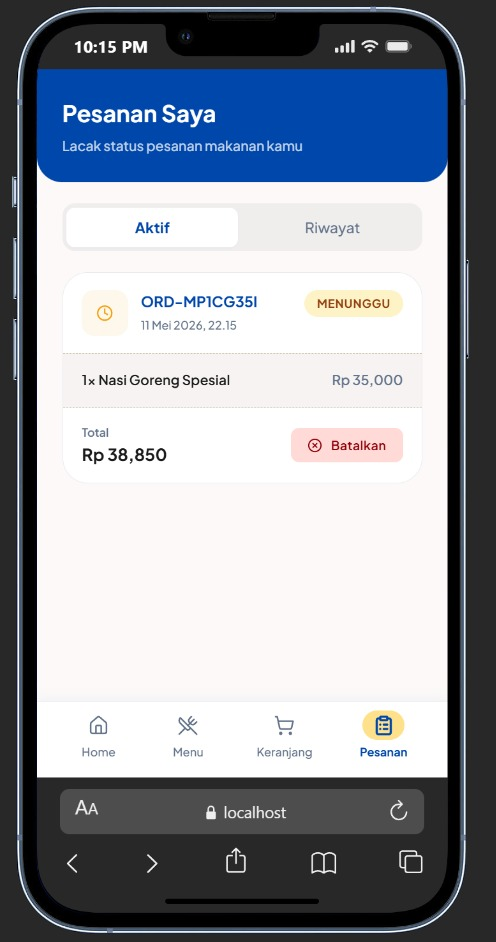 10:15 PM
Pesanan Saya
Lacak status pesanan makanan kamu
Aktif
Riwayat
ORD-MP1CG35I
MENUNGGU
11 Mei 2026, 22.15
1× Nasi Goreng Spesial
Rp 35,000
Total
Rp 38,850
Batalkan
Home
Menu
Keranjang
Pesanan
AA
localhost